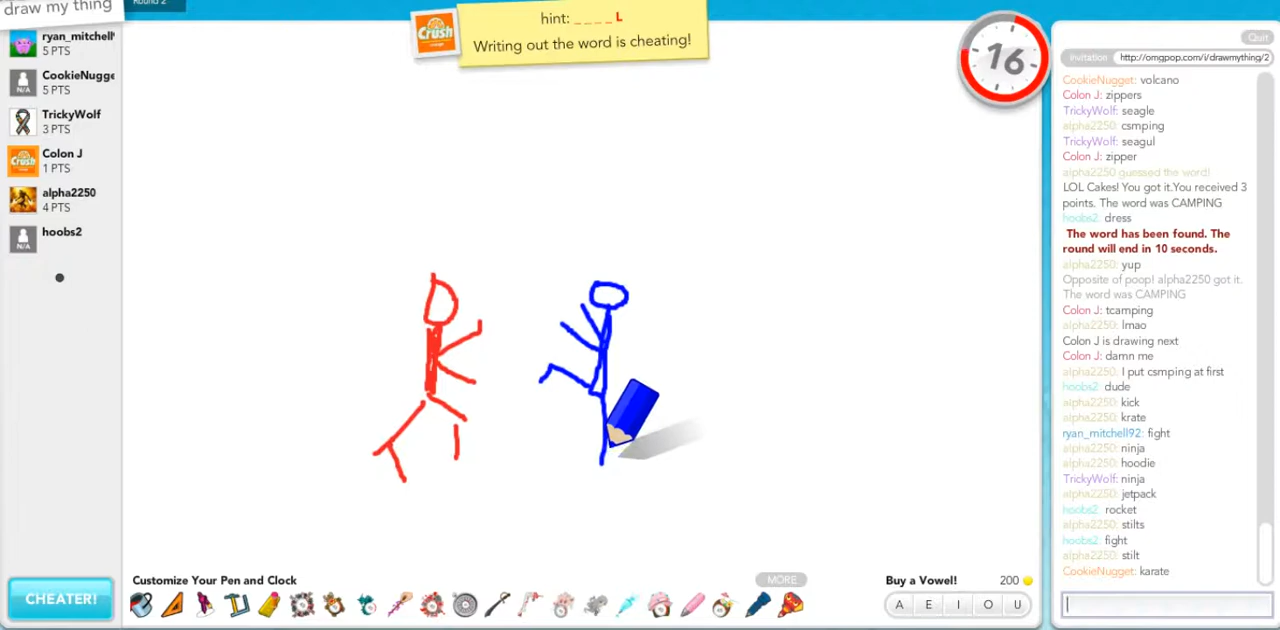 draw my thing
Round 2
hint: _ _ _ _ L
Writing out the word is cheating!
Crush
16
ryan_mitchell
5 PTS
CookieNugge
5 PTS
N/A
TrickyWolf
3 PTS
Colon J
1 PTS
Crush
alpha2250
4 PTS
hoobs2
N/A
CHEATER!
Customize Your Pen and Clock
MORE
Buy a Vowel!
200
A E I O U
Quit
Invitation http://omgpop.com/i/drawmything/2
CookieNugget: volcano
Colon J: zippers
TrickyWolf: seagle
alpha2250: csmping
TrickyWolf: seagul
Colon J: zipper
alpha2250 guessed the word!
LOL Cakes! You got it.You received 3
points. The word was CAMPING
hoobs2: dress
The word has been found. The
round will end in 10 seconds.
alpha2250: yup
Opposite of poop! alpha2250 got it.
The word was CAMPING
Colon J: tcamping
alpha2250: lmao
Colon J is drawing next
Colon J: damn me
alpha2250: I put csmping at first
hoobs2: dude
alpha2250: kick
alpha2250: krate
ryan_mitchell92: fight
alpha2250: ninja
alpha2250: hoodie
TrickyWolf: ninja
alpha2250: jetpack
hoobs2: rocket
alpha2250: stilts
hoobs2: fight
alpha2250: stilt
CookieNugget: karate